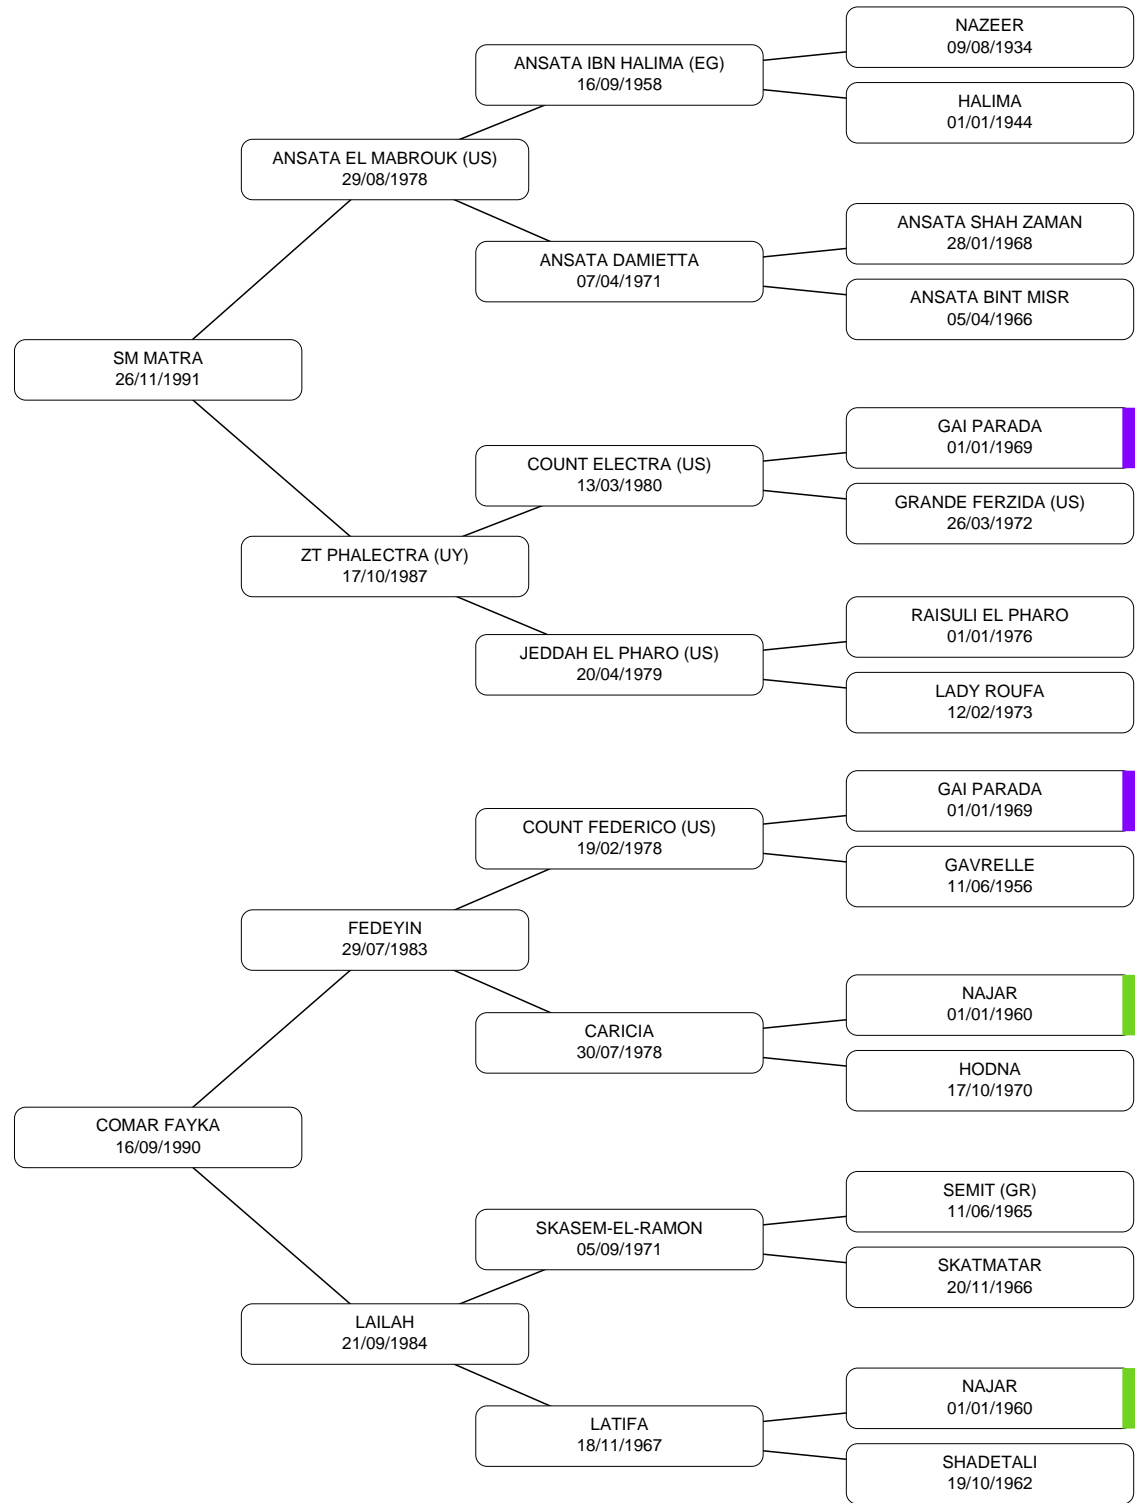 NAZEER
09/08/1934
ANSATA IBN HALIMA (EG)
16/09/1958
HALIMA
01/01/1944
ANSATA EL MABROUK (US)
29/08/1978
ANSATA SHAH ZAMAN
28/01/1968
ANSATA DAMIETTA
07/04/1971
ANSATA BINT MISR
05/04/1966
SM MATRA
26/11/1991
GAI PARADA
01/01/1969
COUNT ELECTRA (US)
13/03/1980
GRANDE FERZIDA (US)
26/03/1972
ZT PHALECTRA (UY)
17/10/1987
RAISULI EL PHARO
01/01/1976
JEDDAH EL PHARO (US)
20/04/1979
LADY ROUFA
12/02/1973
GAI PARADA
01/01/1969
COUNT FEDERICO (US)
19/02/1978
GAVRELLE
11/06/1956
FEDEYIN
29/07/1983
NAJAR
01/01/1960
CARICIA
30/07/1978
HODNA
17/10/1970
COMAR FAYKA
16/09/1990
SEMIT (GR)
11/06/1965
SKASEM-EL-RAMON
05/09/1971
SKATMATAR
20/11/1966
LAILAH
21/09/1984
NAJAR
01/01/1960
LATIFA
18/11/1967
SHADETALI
19/10/1962